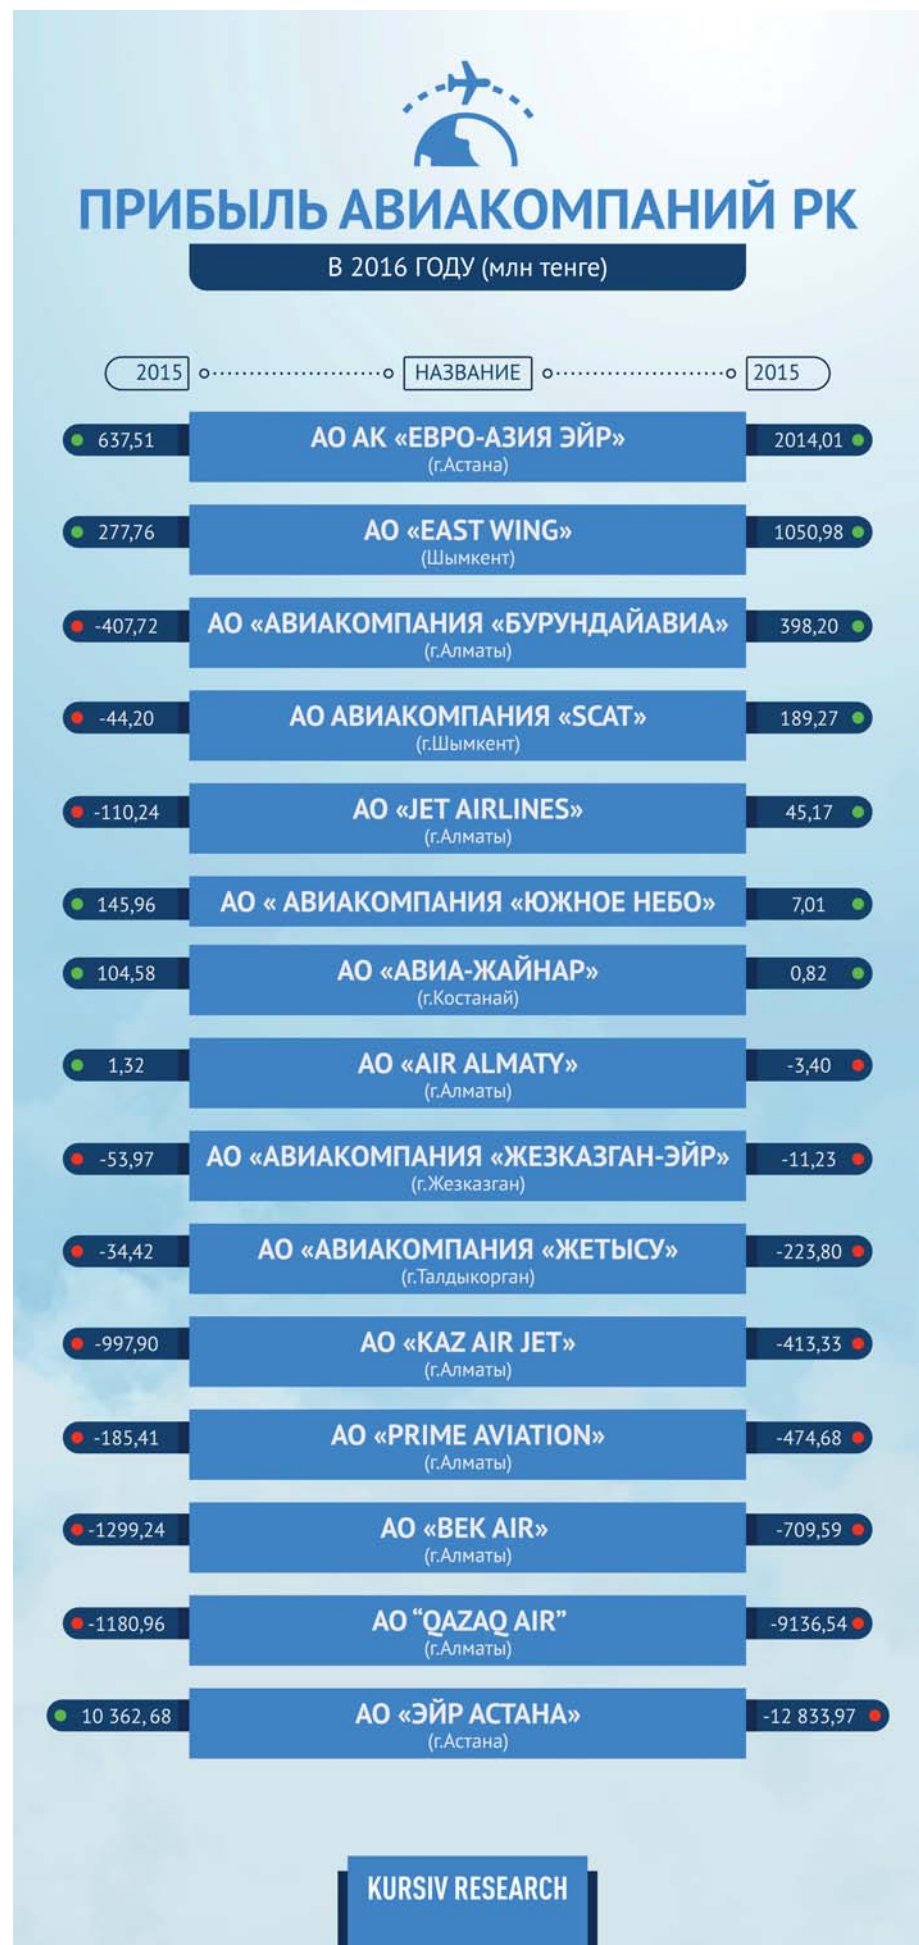 ПРИБЫЛЬ АВИАКОМПАНИЙ РК
В 2016 ГОДУ (млн тенге)
2015 НАЗВАНИЕ 2015
637,51 АО АК «ЕВРО-АЗИЯ ЭЙР» 2014,01
(г.Астана)
277,76 АО «EAST WING» 1050,98
(Шымкент)
-407,72 АО «АВИАКОМПАНИЯ «БУРУНДАЙАВИА» 398,20
(г.Алматы)
-44,20 АО АВИАКОМПАНИЯ «SCAT» 189,27
(г.Шымкент)
-110,24 АО «JET AIRLINES» 45,17
(г.Алматы)
145,96 АО « АВИАКОМПАНИЯ «ЮЖНОЕ НЕБО» 7,01
104,58 АО «АВИА-ЖАЙНАР» 0,82
(г.Костанай)
1,32 АО «AIR ALMATY» -3,40
(г.Алматы)
-53,97 АО «АВИАКОМПАНИЯ «ЖЕЗКАЗГАН-ЭЙР» -11,23
(г.Жезказган)
-34,42 АО «АВИАКОМПАНИЯ «ЖЕТЫСУ» -223,80
(г.Талдыкорган)
-997,90 АО «KAZ AIR JET» -413,33
(г.Алматы)
-185,41 АО «PRIME AVIATION» -474,68
(г.Алматы)
-1299,24 АО «BEK AIR» -709,59
(г.Алматы)
-1180,96 АО “QAZAQ AIR” -9136,54
(г.Алматы)
10 362,68 АО «ЭЙР АСТАНА» -12 833,97
(г.Астана)
KURSIV RESEARCH